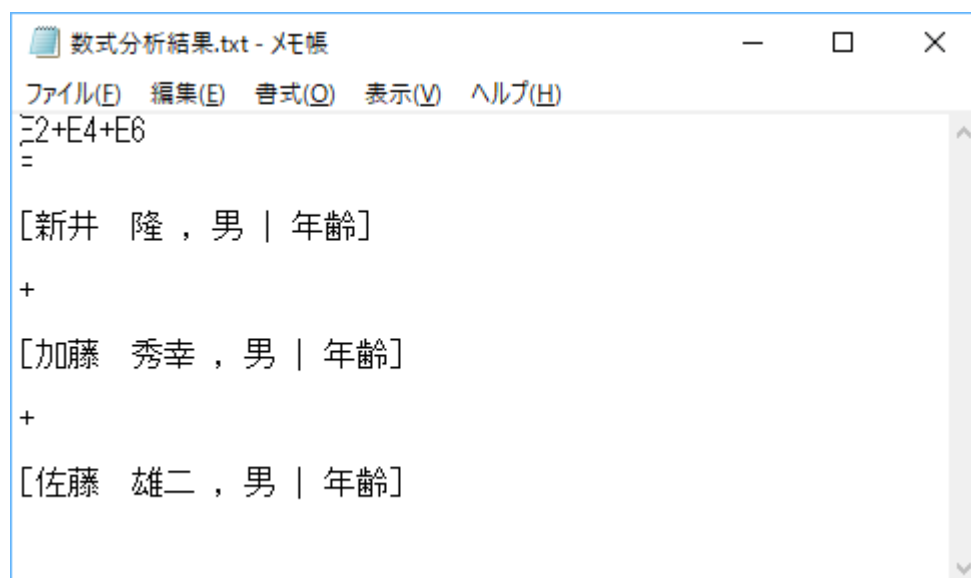 数式分析結果.txt - メモ帳
ファイル(F) 編集(E) 書式(O) 表示(V) ヘルプ(H)
E2+E4+E6
=
[新井　隆 , 男 | 年齢]
+
[加藤　秀幸 , 男 | 年齢]
+
[佐藤　雄二 , 男 | 年齢]